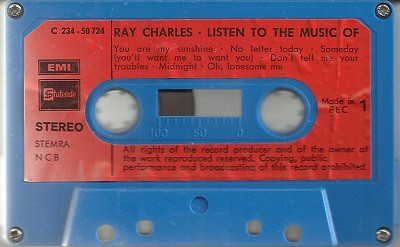 C 234 - 50 724
RAY CHARLES - LISTEN TO THE MUSIC OF
You are my sunshine · No letter today · Someday
(you'll want me to want you) · Don't tell me your
troubles · Midnight · Oh, lonesome me
EMI
Stateside
STEREO
STEMRA
N C B
100 50 0
Made in
EEC
1
All rights of the record producer and of the owner of
the work reproduced reserved. Copying, public
performance and broadcasting of this record prohibited